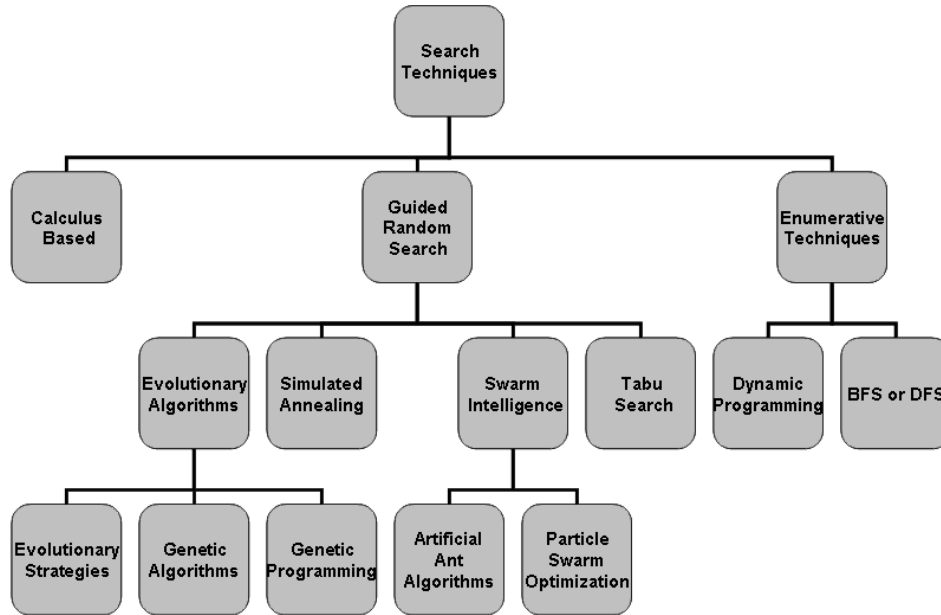 Search
Techniques
Calculus
Based
Guided
Random
Search
Enumerative
Techniques
Evolutionary
Algorithms
Simulated
Annealing
Swarm
Intelligence
Tabu
Search
Dynamic
Programming
BFS or DFS
Evolutionary
Strategies
Genetic
Algorithms
Genetic
Programming
Artificial
Ant
Algorithms
Particle
Swarm
Optimization